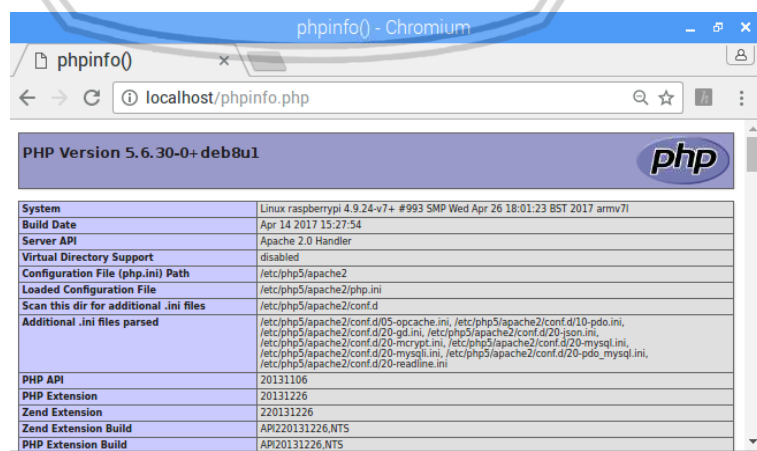 phpinfo() - Chromium
phpinfo()
localhost/phpinfo.php
PHP Version 5.6.30-0+deb8u1
php
System Linux raspberrypi 4.9.24-v7+ #993 SMP Wed Apr 26 18:01:23 BST 2017 armv7l
Build Date Apr 14 2017 15:27:54
Server API Apache 2.0 Handler
Virtual Directory Support disabled
Configuration File (php.ini) Path /etc/php5/apache2
Loaded Configuration File /etc/php5/apache2/php.ini
Scan this dir for additional .ini files /etc/php5/apache2/conf.d
Additional .ini files parsed /etc/php5/apache2/conf.d/05-opcache.ini, /etc/php5/apache2/conf.d/10-pdo.ini,
/etc/php5/apache2/conf.d/20-gd.ini, /etc/php5/apache2/conf.d/20-json.ini,
/etc/php5/apache2/conf.d/20-mcrypt.ini, /etc/php5/apache2/conf.d/20-mysql.ini,
/etc/php5/apache2/conf.d/20-mysqli.ini, /etc/php5/apache2/conf.d/20-pdo_mysql.ini,
/etc/php5/apache2/conf.d/20-readline.ini
PHP API 20131106
PHP Extension 20131226
Zend Extension 220131226
Zend Extension Build API220131226,NTS
PHP Extension Build API20131226,NTS